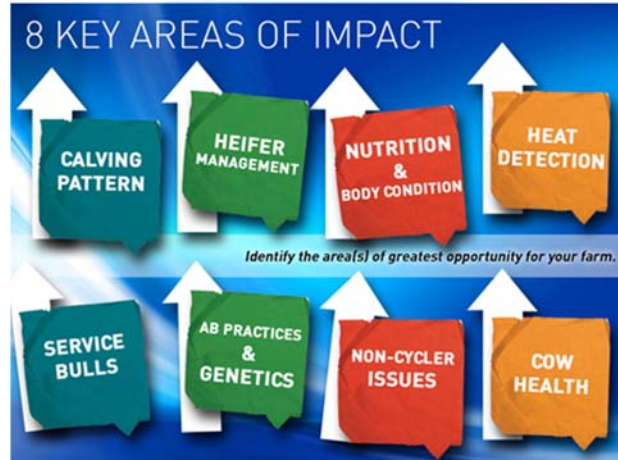 8 KEY AREAS OF IMPACT
CALVING
PATTERN
HEIFER
MANAGEMENT
NUTRITION
&
BODY CONDITION
HEAT
DETECTION
Identify the area(s) of greatest opportunity for your farm.
SERVICE
BULLS
AB PRACTICES
&
GENETICS
NON-CYCLER
ISSUES
COW
HEALTH